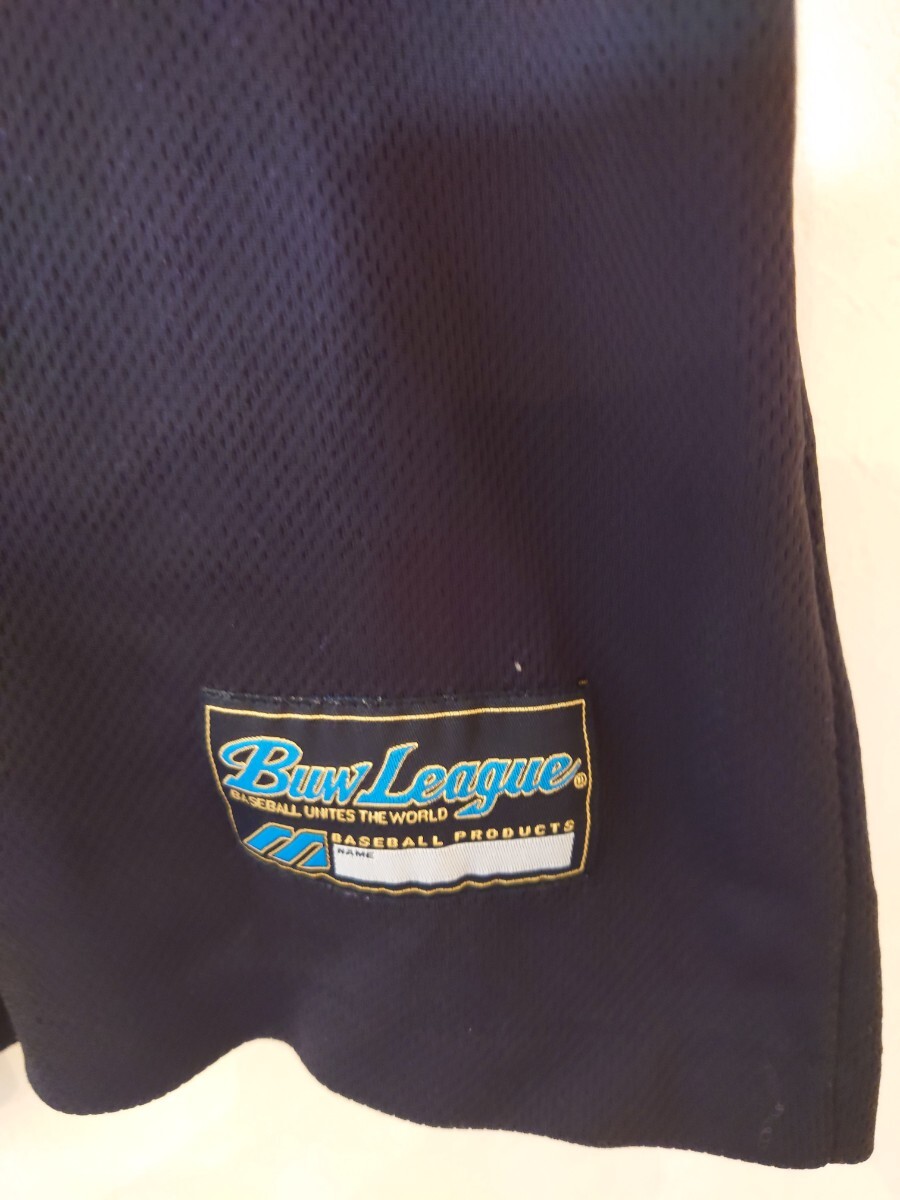 Buw League®
BASEBALL UNITES THE WORLD
BASEBALL PRODUCTS
NAME